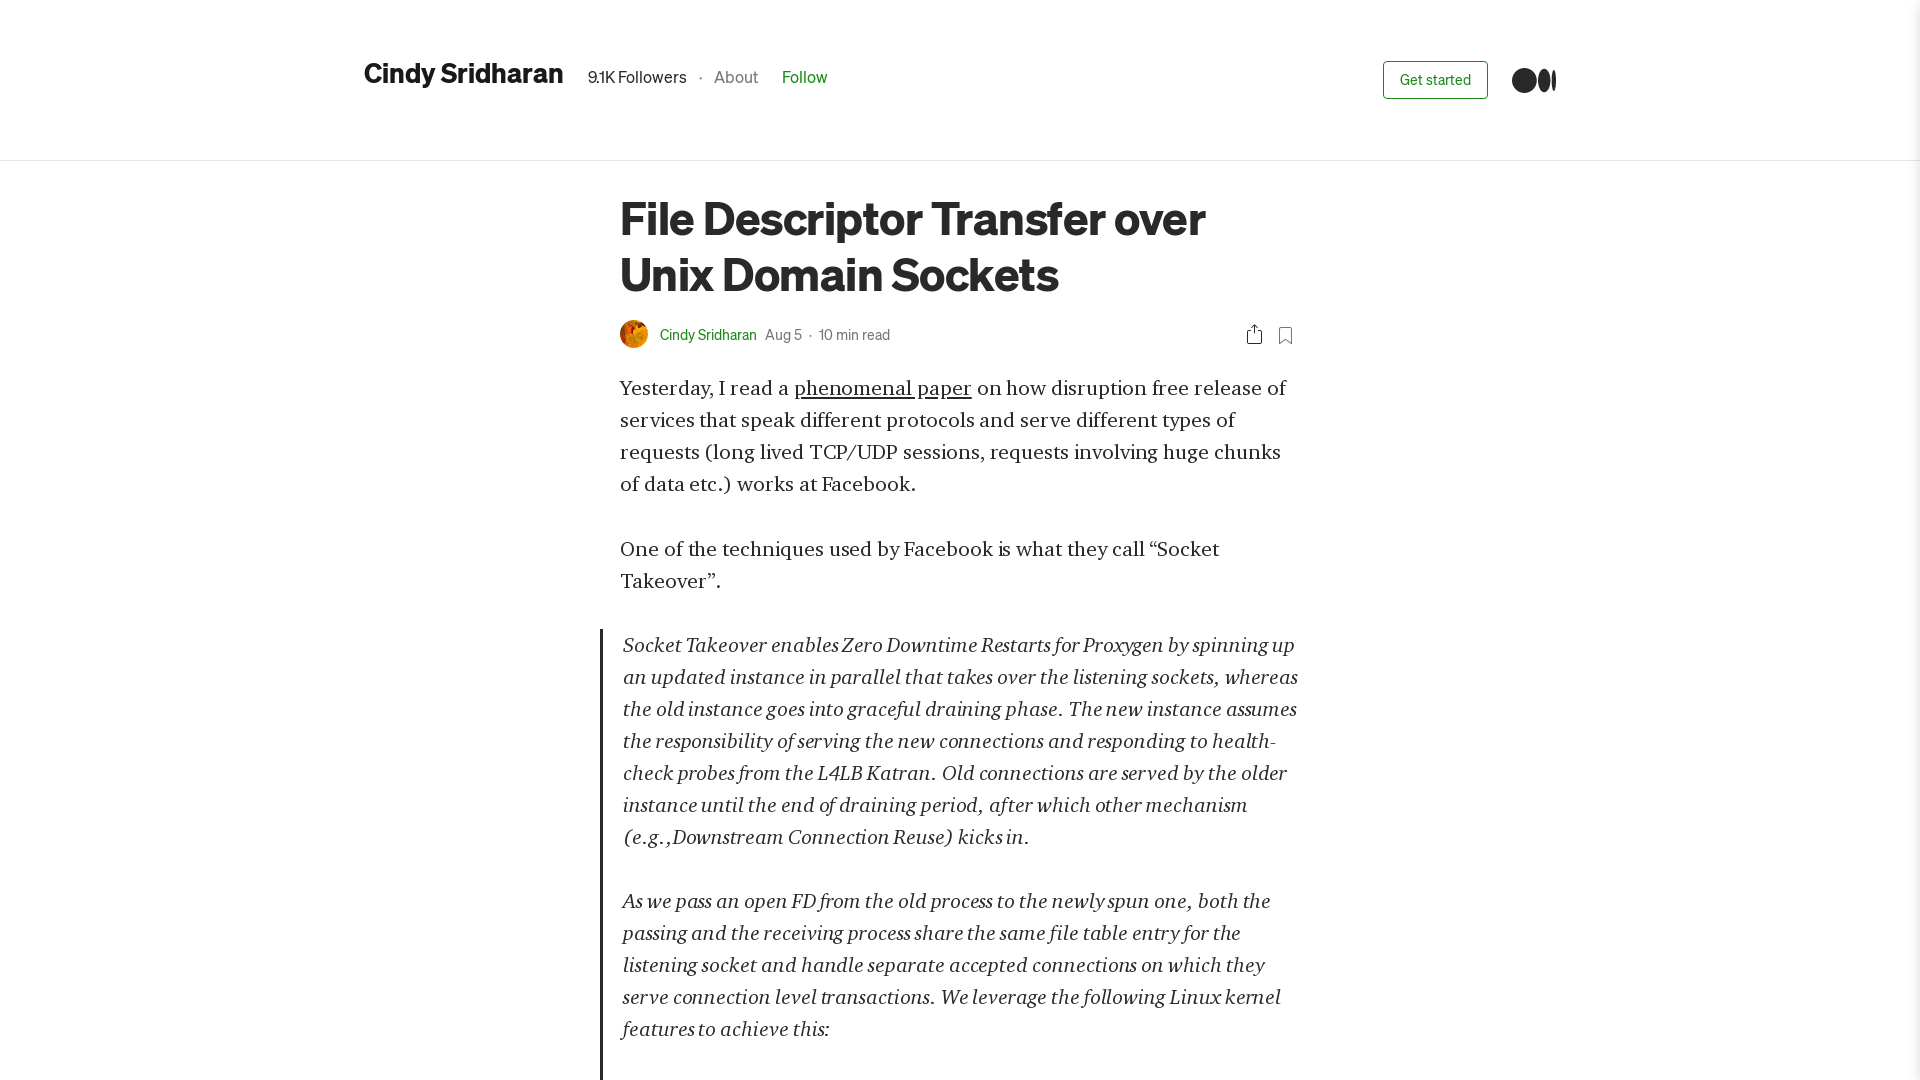 Cindy Sridharan 9.1K Followers · About Follow Get started
File Descriptor Transfer over
Unix Domain Sockets
Cindy Sridharan Aug 5 · 10 min read
Yesterday, I read a phenomenal paper on how disruption free release of
services that speak different protocols and serve different types of
requests (long lived TCP/UDP sessions, requests involving huge chunks
of data etc.) works at Facebook.
One of the techniques used by Facebook is what they call “Socket
Takeover”.
Socket Takeover enables Zero Downtime Restarts for Proxygen by spinning up
an updated instance in parallel that takes over the listening sockets, whereas
the old instance goes into graceful draining phase. The new instance assumes
the responsibility of serving the new connections and responding to health-
check probes from the L4LB Katran. Old connections are served by the older
instance until the end of draining period, after which other mechanism
(e.g.,Downstream Connection Reuse) kicks in.
As we pass an open FD from the old process to the newly spun one, both the
passing and the receiving process share the same file table entry for the
listening socket and handle separate accepted connections on which they
serve connection level transactions. We leverage the following Linux kernel
features to achieve this: